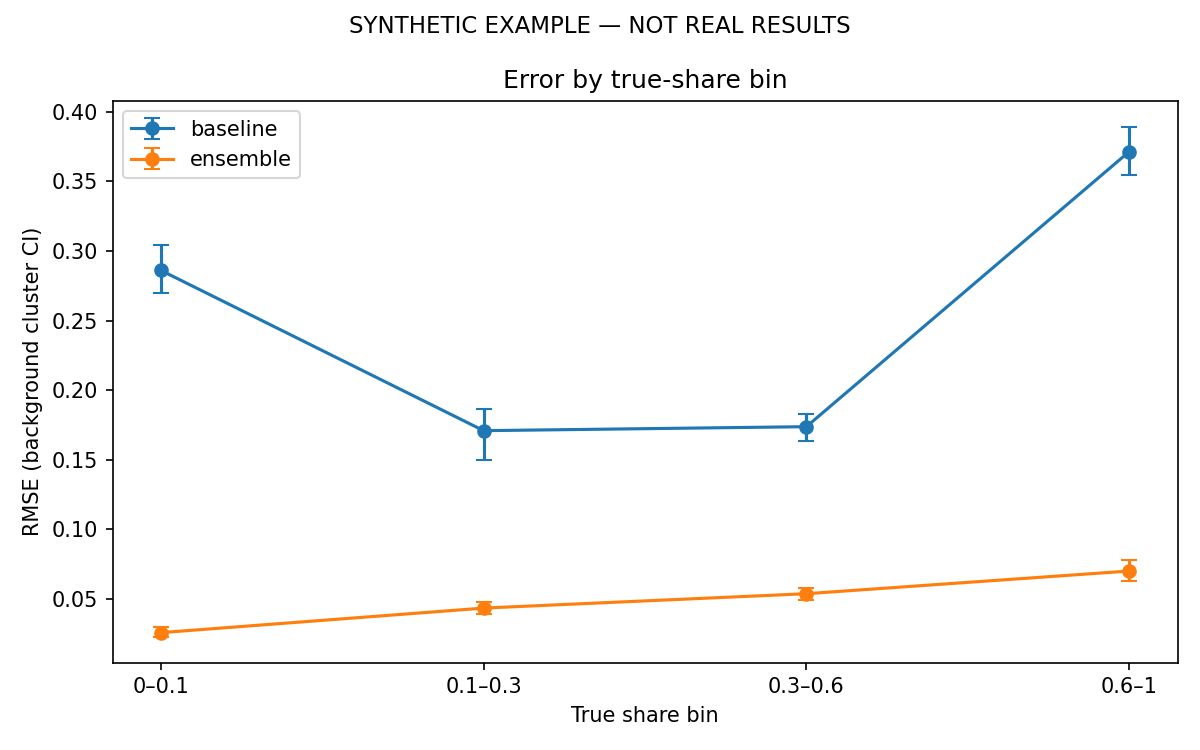 SYNTHETIC EXAMPLE — NOT REAL RESULTS
Error by true-share bin
0.40
0.35
0.30
0.25
0.20
0.15
0.10
0.05
RMSE (background cluster CI)
baseline
ensemble
0–0.1
0.1–0.3
0.3–0.6
0.6–1
True share bin